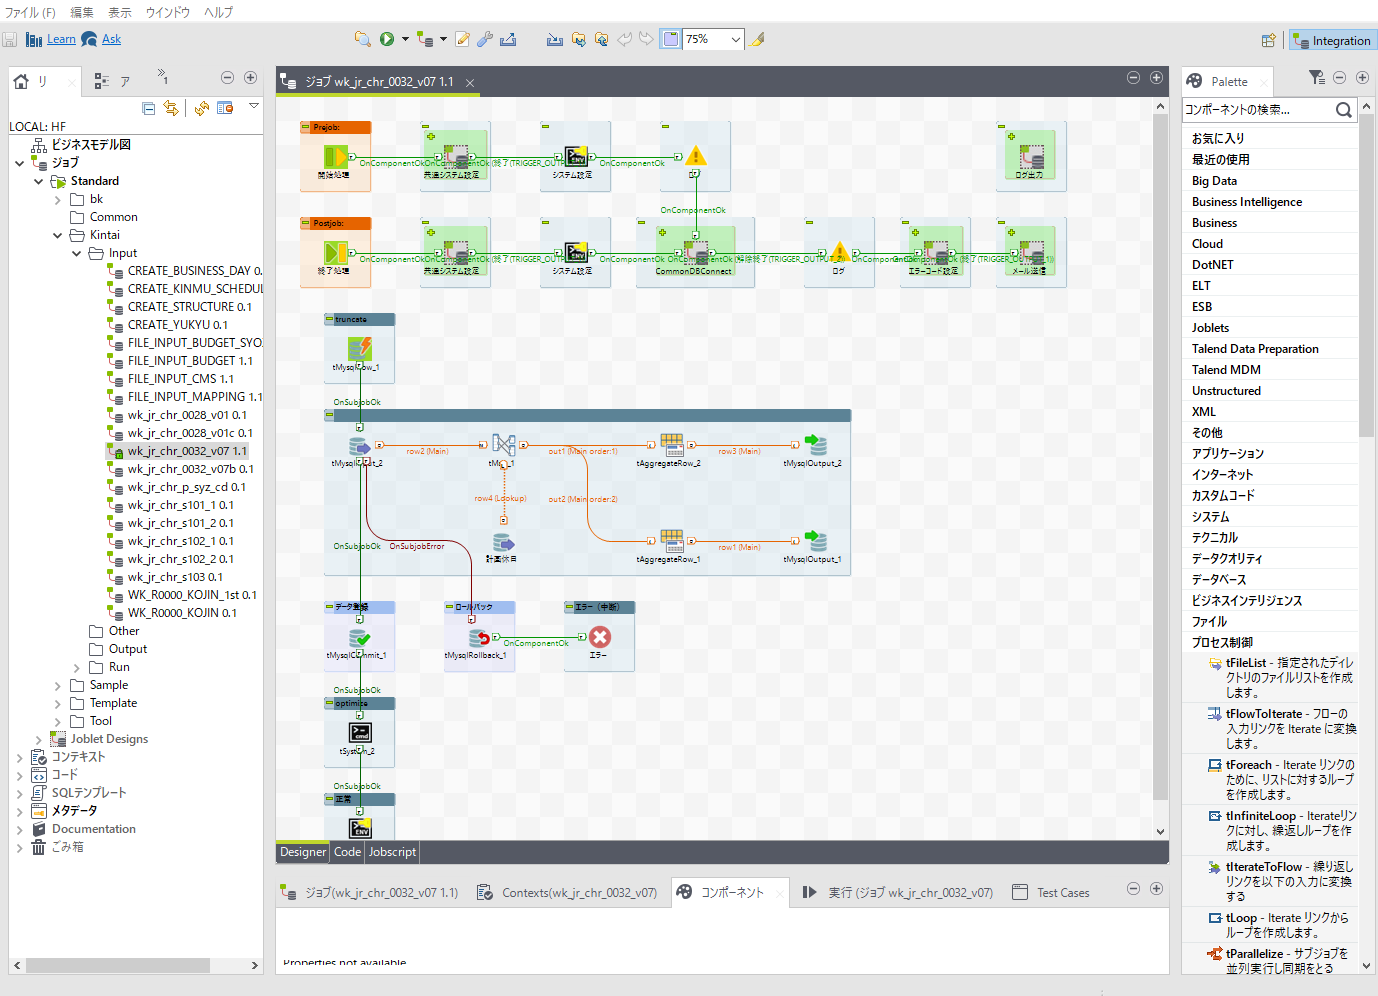 ファイル (F) 編集 表示 ウインドウ ヘルプ
Learn Ask
75%
Integration
リ
ア
»1
LOCAL: HF
ビジネスモデル図
ジョブ
Standard
bk
Common
Kintai
Input
CREATE_BUSINESS_DAY 0.
CREATE_KINMU_SCHEDUL
CREATE_STRUCTURE 0.1
CREATE_YUKYU 0.1
FILE_INPUT_BUDGET_SYO.
FILE_INPUT_BUDGET 1.1
FILE_INPUT_CMS 1.1
FILE_INPUT_MAPPING 1.1
wk_jr_chr_0028_v01 0.1
wk_jr_chr_0028_v01c 0.1
wk_jr_chr_0032_v07 1.1
wk_jr_chr_0032_v07b 0.1
wk_jr_chr_p_syz_cd 0.1
wk_jr_chr_s101_1 0.1
wk_jr_chr_s101_2 0.1
wk_jr_chr_s102_1 0.1
wk_jr_chr_s102_2 0.1
wk_jr_chr_s103 0.1
WK_R0000_KOJIN_1st 0.1
WK_R0000_KOJIN 0.1
Other
Output
Run
Sample
Template
Tool
Joblet Designs
コンテキスト
コード
SQLテンプレート
メタデータ
Documentation
ごみ箱
ジョブ wk_jr_chr_0032_v07 1.1
Prejob:
開始処理
OnComponentOk
共通システム設定
OnComponentOk (終了(TRIGGER_OUTP
システム設定
OnComponentOk
ログ出力
OnComponentOk
Postjob:
終了処理
OnComponentOk
共通システム設定
OnComponentOk (終了(TRIGGER_OUTP
システム設定
OnComponentOk
CommonDBConnect
OnComponentOk (解除終了(TRIGGER_OUTPUT_
ログ
OnComponentOk
エラーコード設定
OnComponentOk (終了(TRIGGER_OUTPUT_1))
メール送信
truncate
tMysqlRow_1
OnSubjobOk
row2 (Main)
out1 (Main order:1)
tAggregateRow_2
row3 (Main)
tMysqlOutput_2
row4 (Lookup)
out2 (Main order:2)
計画休日
tAggregateRow_1
row1 (Main)
tMysqlOutput_1
OnSubjobOk
OnSubjobError
データ登録
tMysqlCommit_1
ロールバック
tMysqlRollback_1
OnComponentOk
エラー（中断）
エラー
OnSubjobOk
optimize
cmd
tSystem_2
OnSubjobOk
正常
ENV
Designer Code Jobscript
ジョブ(wk_jr_chr_0032_v07 1.1)
Contexts(wk_jr_chr_0032_v07)
コンポーネント
実行 (ジョブ wk_jr_chr_0032_v07)
Test Cases
Properties not available
Palette
コンポーネントの検索...
お気に入り
最近の使用
Big Data
Business Intelligence
Business
Cloud
DotNET
ELT
ESB
Joblets
Talend Data Preparation
Talend MDM
Unstructured
XML
その他
アプリケーション
インターネット
カスタムコード
システム
テクニカル
データクオリティ
データベース
ビジネスインテリジェンス
ファイル
プロセス制御
tFileList - 指定されたディレ
クトリのファイルリストを作成
します。
tFlowToIterate - フローの
入力リンクを Iterate に変換
します。
tForeach - Iterate リンクの
ために、リストに対するループ
を作成します。
tInfiniteLoop - Iterateリン
クに対し、繰返しループを作
成します。
tIterateToFlow - 繰り返し
リンクを以下の入力に変換
する
tLoop - Iterate リンクから
ループを作成します。
tParallelize - サブジョブを
並列実行し同期をとる